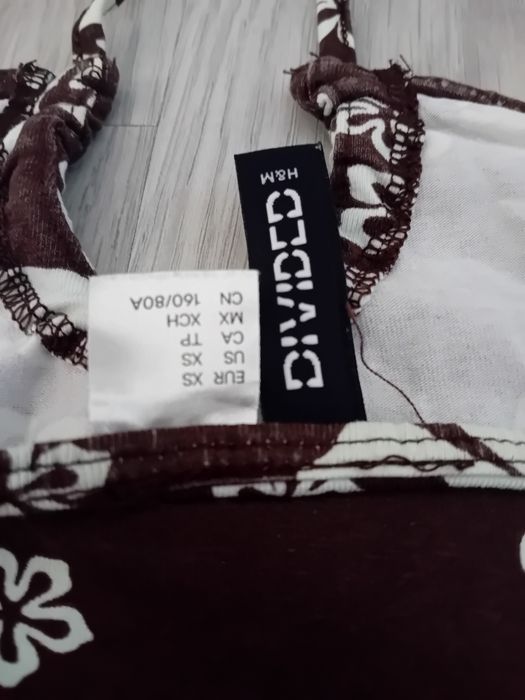 DIVIDED
H&M
EUR XS
US XS
CA TP
MX XCH
CN 160/80A